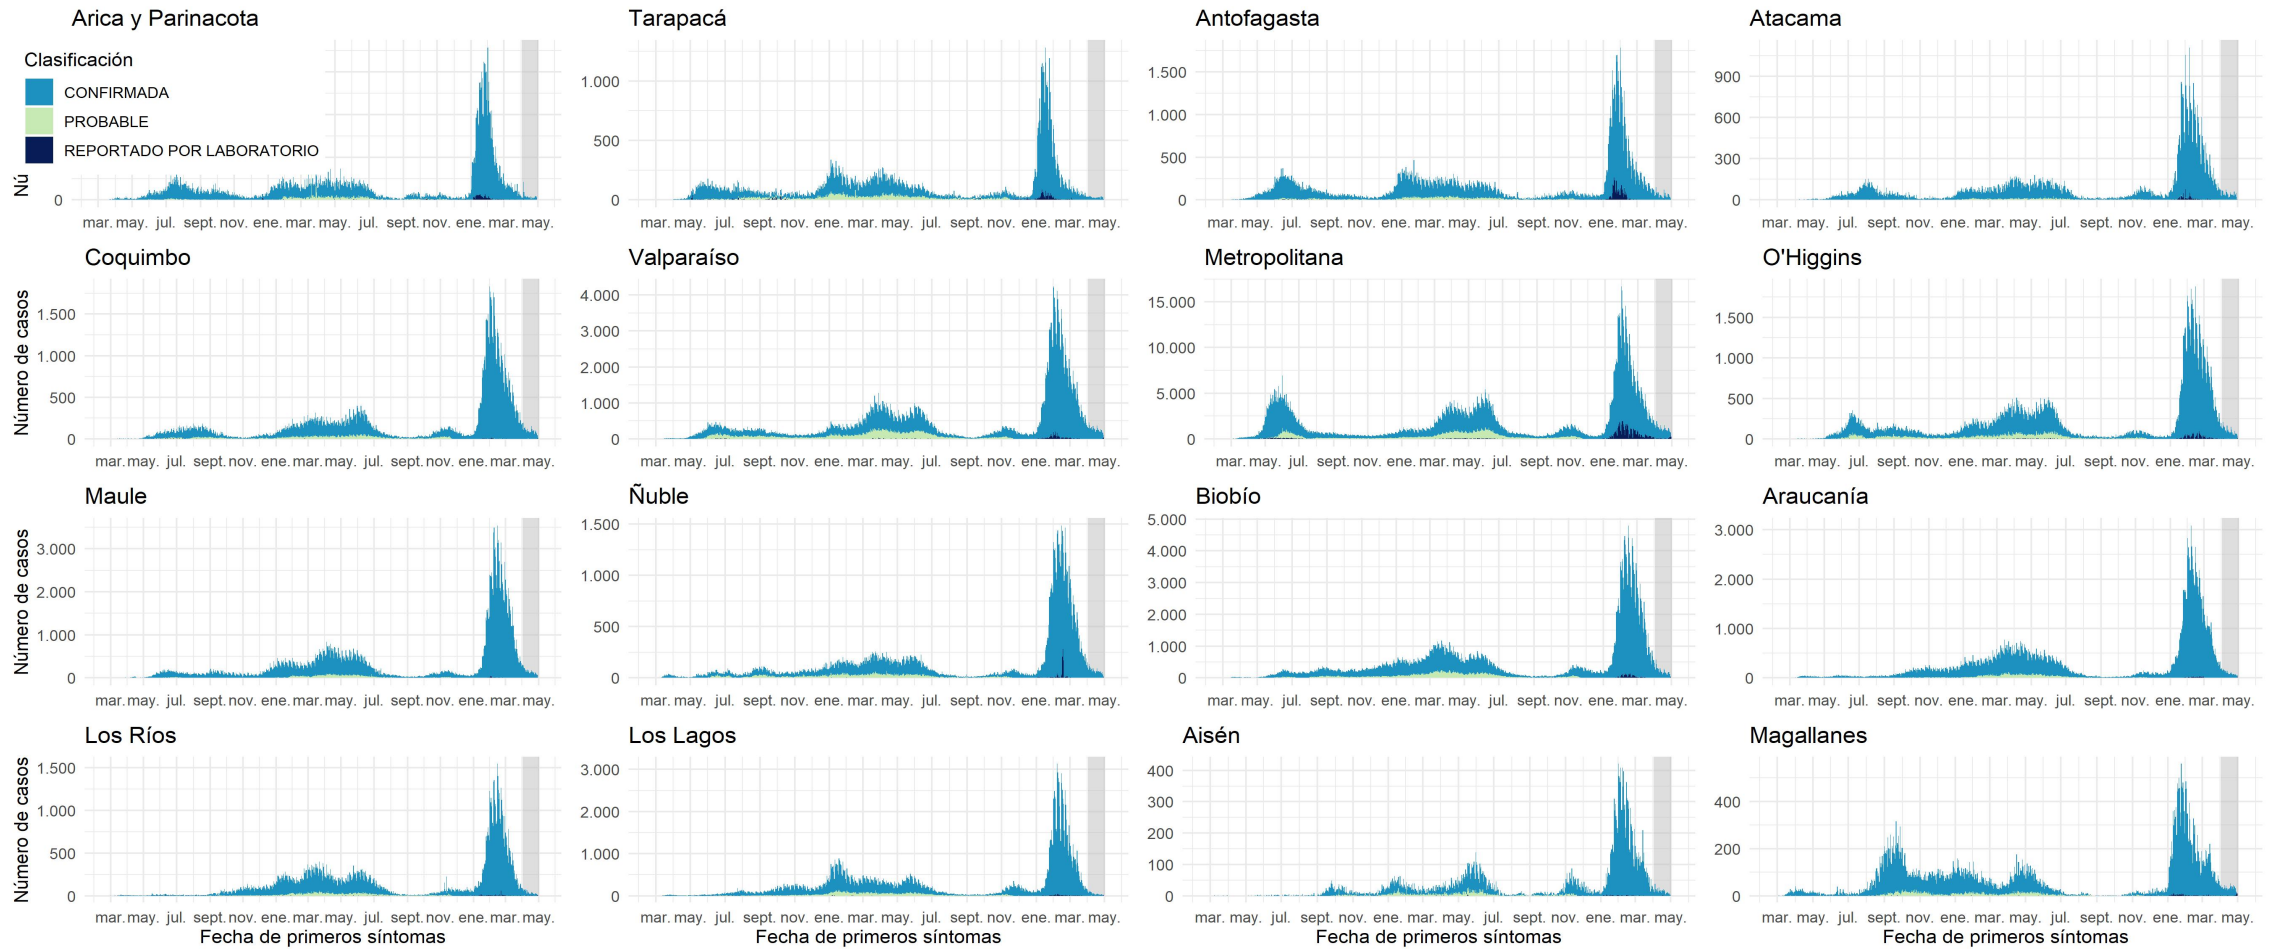 Arica y Parinacota
Tarapacá
Antofagasta
Atacama
Clasificación
CONFIRMADA
PROBABLE
REPORTADO POR LABORATORIO
Nú
0
1.000
500
0
1.500
1.000
500
0
900
600
300
0
mar. may. jul. sept. nov. ene. mar. may. jul. sept. nov. ene. mar. may.
mar. may. jul. sept. nov. ene. mar. may. jul. sept. nov. ene. mar. may.
mar. may. jul. sept. nov. ene. mar. may. jul. sept. nov. ene. mar. may.
mar. may. jul. sept. nov. ene. mar. may. jul. sept. nov. ene. mar. may.
Coquimbo
Valparaíso
Metropolitana
O'Higgins
Número de casos
1.500
1.000
500
0
4.000
3.000
2.000
1.000
0
15.000
10.000
5.000
0
1.500
1.000
500
0
mar. may. jul. sept. nov. ene. mar. may. jul. sept. nov. ene. mar. may.
mar. may. jul. sept. nov. ene. mar. may. jul. sept. nov. ene. mar. may.
mar. may. jul. sept. nov. ene. mar. may. jul. sept. nov. ene. mar. may.
mar. may. jul. sept. nov. ene. mar. may. jul. sept. nov. ene. mar. may.
Maule
Ñuble
Biobío
Araucanía
Número de casos
3.000
2.000
1.000
0
1.500
1.000
500
0
5.000
4.000
3.000
2.000
1.000
0
3.000
2.000
1.000
0
mar. may. jul. sept. nov. ene. mar. may. jul. sept. nov. ene. mar. may.
mar. may. jul. sept. nov. ene. mar. may. jul. sept. nov. ene. mar. may.
mar. may. jul. sept. nov. ene. mar. may. jul. sept. nov. ene. mar. may.
mar. may. jul. sept. nov. ene. mar. may. jul. sept. nov. ene. mar. may.
Los Ríos
Los Lagos
Aisén
Magallanes
Número de casos
1.500
1.000
500
0
3.000
2.000
1.000
0
400
300
200
100
0
400
200
0
mar. may. jul. sept. nov. ene. mar. may. jul. sept. nov. ene. mar. may.
mar. may. jul. sept. nov. ene. mar. may. jul. sept. nov. ene. mar. may.
mar. may. jul. sept. nov. ene. mar. may. jul. sept. nov. ene. mar. may.
mar. may. jul. sept. nov. ene. mar. may. jul. sept. nov. ene. mar. may.
Fecha de primeros síntomas
Fecha de primeros síntomas
Fecha de primeros síntomas
Fecha de primeros síntomas